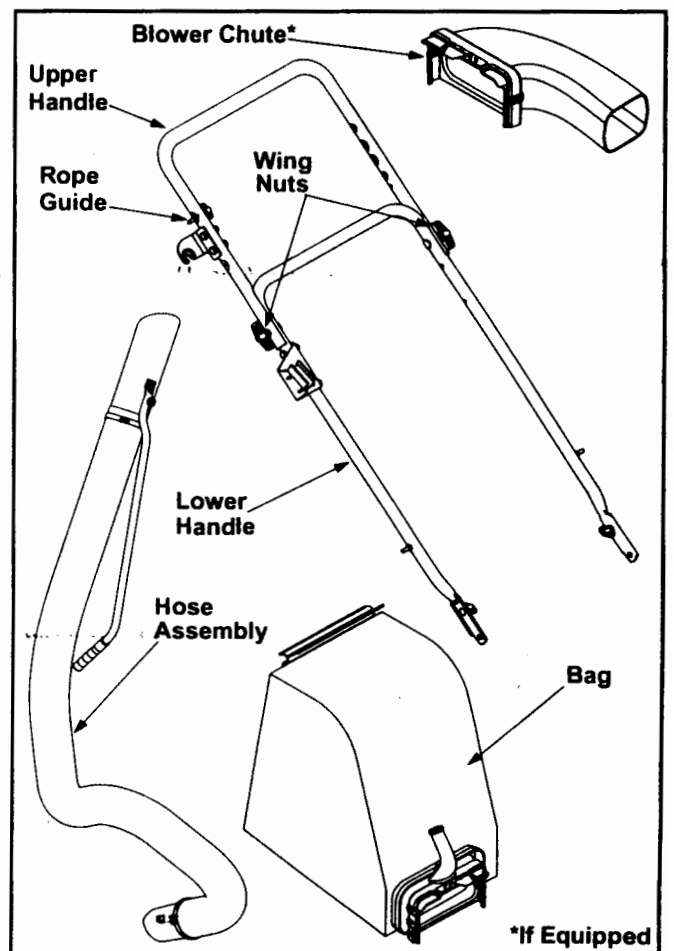 Blower Chute*
Upper
Handle
Rope
Guide
Wing
Nuts
Lower
Handle
Hose
Assembly
Bag
*If Equipped